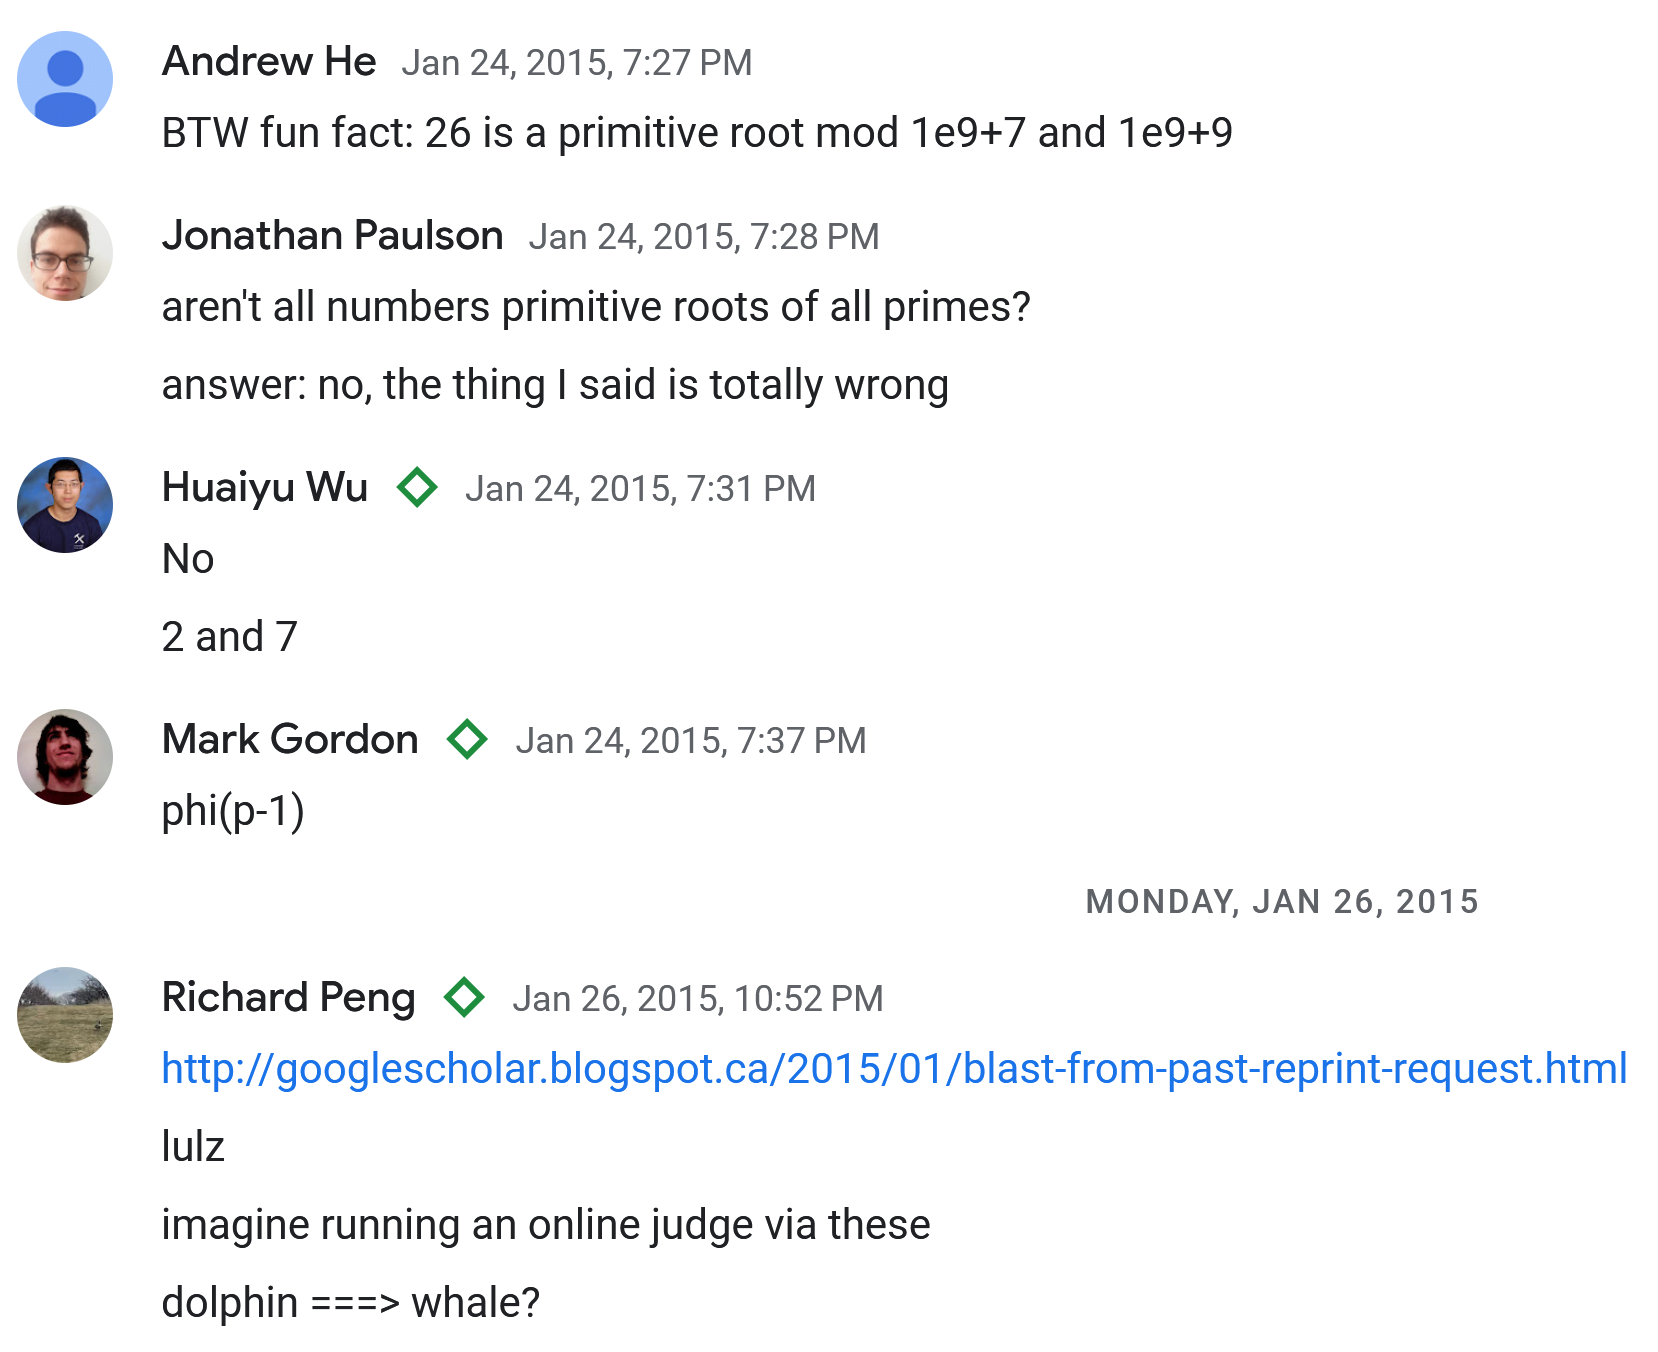 Andrew He Jan 24, 2015, 7:27 PM
BTW fun fact: 26 is a primitive root mod 1e9+7 and 1e9+9
Jonathan Paulson Jan 24, 2015, 7:28 PM
aren't all numbers primitive roots of all primes?
answer: no, the thing I said is totally wrong
Huaiyu Wu Jan 24, 2015, 7:31 PM
No
2 and 7
Mark Gordon Jan 24, 2015, 7:37 PM
phi(p-1)
MONDAY, JAN 26, 2015
Richard Peng Jan 26, 2015, 10:52 PM
http://googlescholar.blogspot.ca/2015/01/blast-from-past-reprint-request.html
lulz
imagine running an online judge via these
dolphin ===> whale?